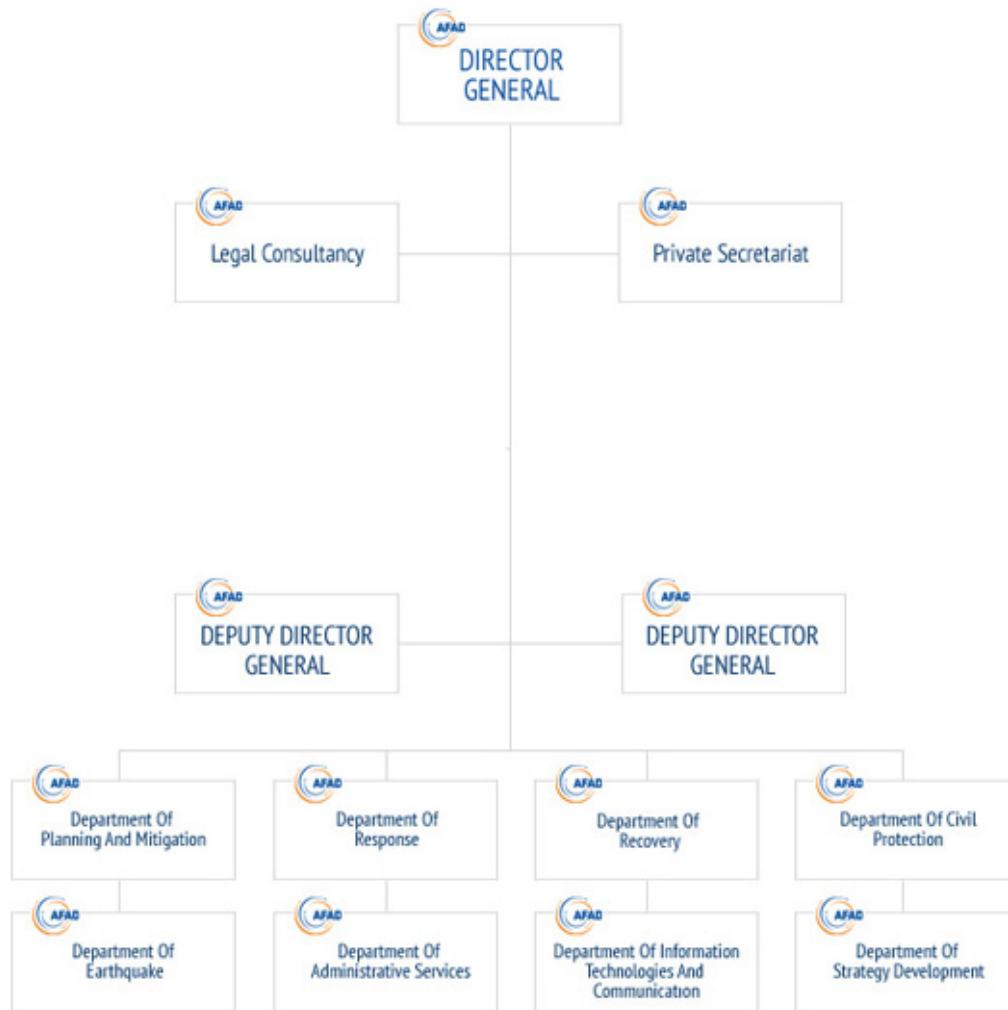 AFAD
DIRECTOR
GENERAL
AFAD
Legal Consultancy
AFAD
Private Secretariat
AFAD
DEPUTY DIRECTOR
GENERAL
AFAD
DEPUTY DIRECTOR
GENERAL
AFAD
Department Of
Planning And Mitigation
AFAD
Department Of
Response
AFAD
Department Of
Recovery
AFAD
Department Of Civil
Protection
AFAD
Department Of
Earthquake
AFAD
Department Of
Administrative Services
AFAD
Department Of Information
Technologies And
Communication
AFAD
Department Of
Strategy Development